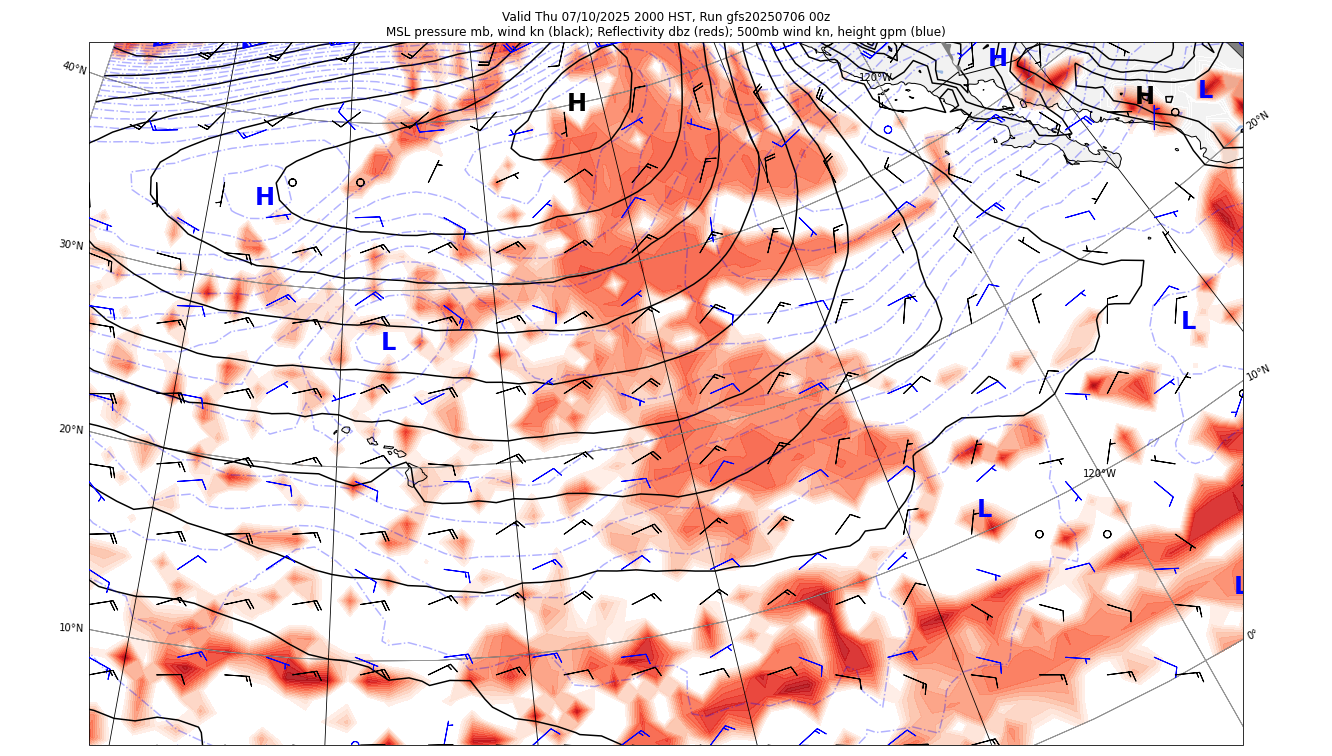 Valid Thu 07/10/2025 2000 HST, Run gfs20250706 00z
MSL pressure mb, wind kn (black); Reflectivity dbz (reds); 500mb wind kn, height gpm (blue)
40°N
120°W
H
H
L
H
20°N
H
30°N
L
L
10°N
20°N
120°W
L
L
10°N
0°